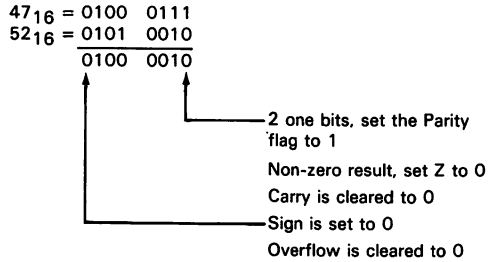 47₁₆ = 0100 0111
52₁₆ = 0101 0010
0100 0010
2 one bits, set the Parity
flag to 1
Non-zero result, set Z to 0
Carry is cleared to 0
Sign is set to 0
Overflow is cleared to 0